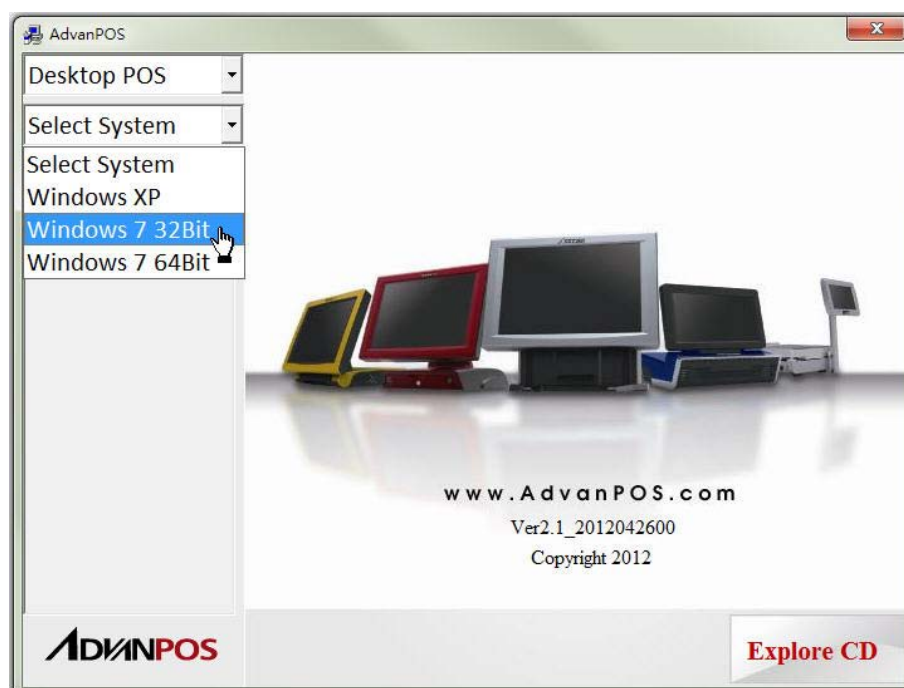 AdvanPOS
Desktop POS
Select System
Select System
Windows XP
Windows 7 32Bit
Windows 7 64Bit
www.AdvanPOS.com
Ver2.1_2012042600
Copyright 2012
ADVANPOS
Explore CD